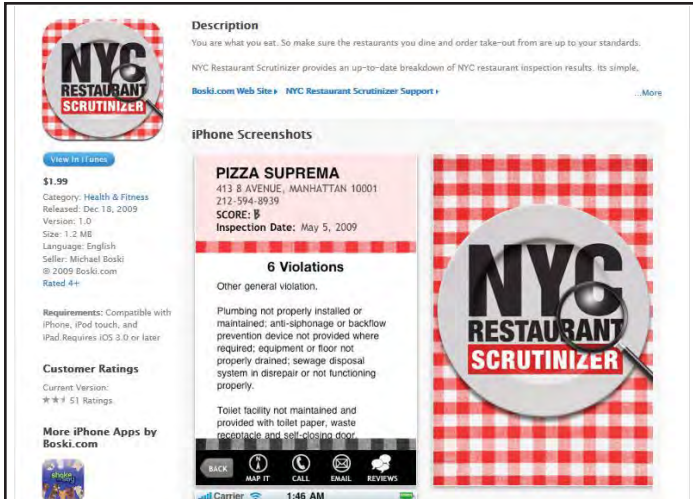 NYC
RESTAURANT
SCRUTINIZER
View In iTunes
$1.99
Category: Health & Fitness
Released: Dec 18, 2009
Version: 1.0
Size: 1.2 MB
Language: English
Seller: Michael Boski
© 2009 Boski.com
Rated 4+
Requirements: Compatible with
iPhone, iPod touch, and
iPad Requires iOS 3.0 or later
Customer Ratings
Current Version:
51 Ratings
More iPhone Apps by
Boski.com
Description
You are what you eat. So make sure the restaurants you dine and order take-out from are up to your standards.
NYC Restaurant Scrutinizer provides an up-to-date breakdown of NYC restaurant inspection results. Its simple,
Boski.com Web Site NYC Restaurant Scrutinizer Support
...More
iPhone Screenshots
PIZZA SUPREMA
413 8 AVENUE, MANHATTAN 10001
212-594-8939
SCORE: B
Inspection Date: May 5, 2009
6 Violations
Other general violation.
Plumbing not properly installed or
maintained; anti-siphonage or backflow
prevention device not provided where
required; equipment or floor not
properly drained; sewage disposal
system in disrepair or not functioning
properly.
Toilet facility not maintained and
provided with toilet paper, waste
receptacle and self-closing door.
BACK MAP IT CALL EMAIL REVIEWS
Carrier 1:46 AM
NYC
RESTAURANT
SCRUTINIZER